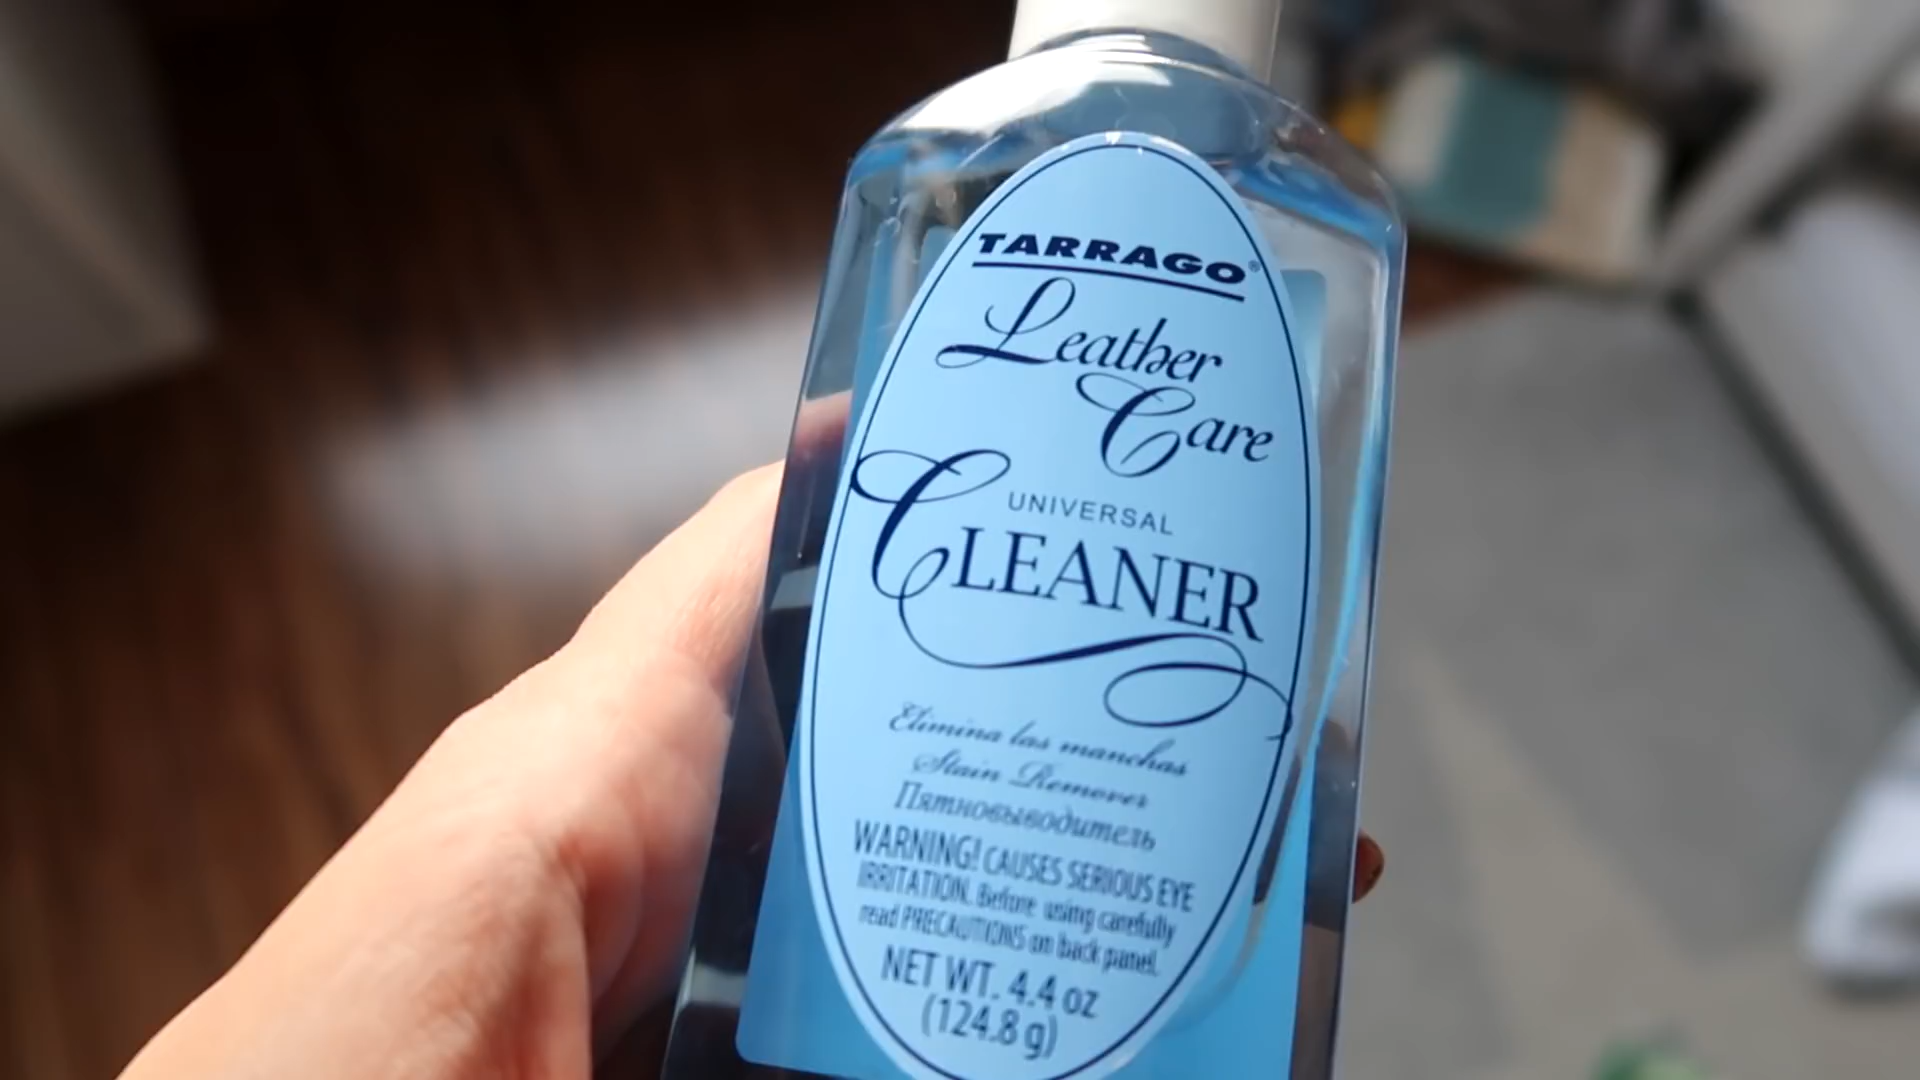 TARRAGO®
Leather
Care
UNIVERSAL
CLEANER
Elimina las manchas
Stain Remover
Пятновыводитель
WARNING! CAUSES SERIOUS EYE
IRRITATION. Before using carefully
read PRECAUTIONS on back panel.
NET WT. 4.4 oz
(124.8 g)